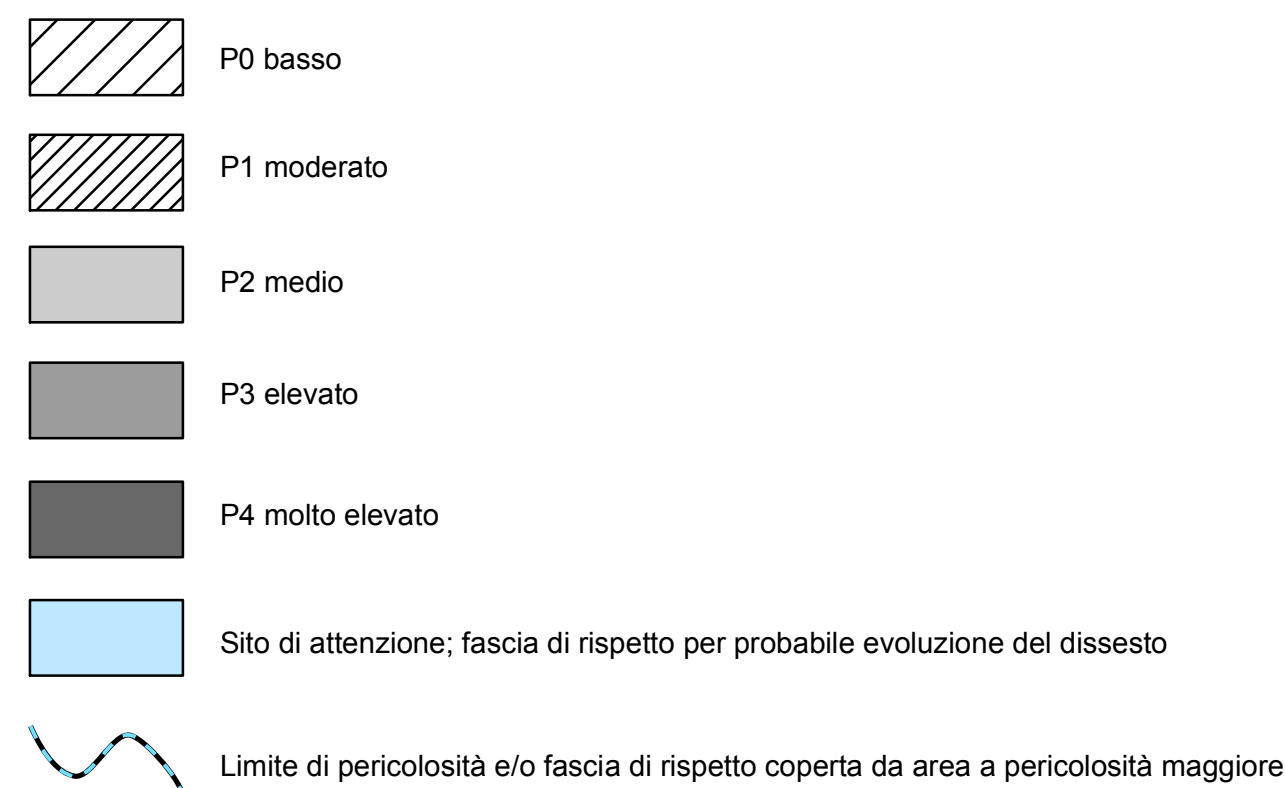 P0 basso
P1 moderato
P2 medio
P3 elevato
P4 molto elevato
Sito di attenzione; fascia di rispetto per probabile evoluzione del dissesto
Limite di pericolosità e/o fascia di rispetto coperta da area a pericolosità maggiore